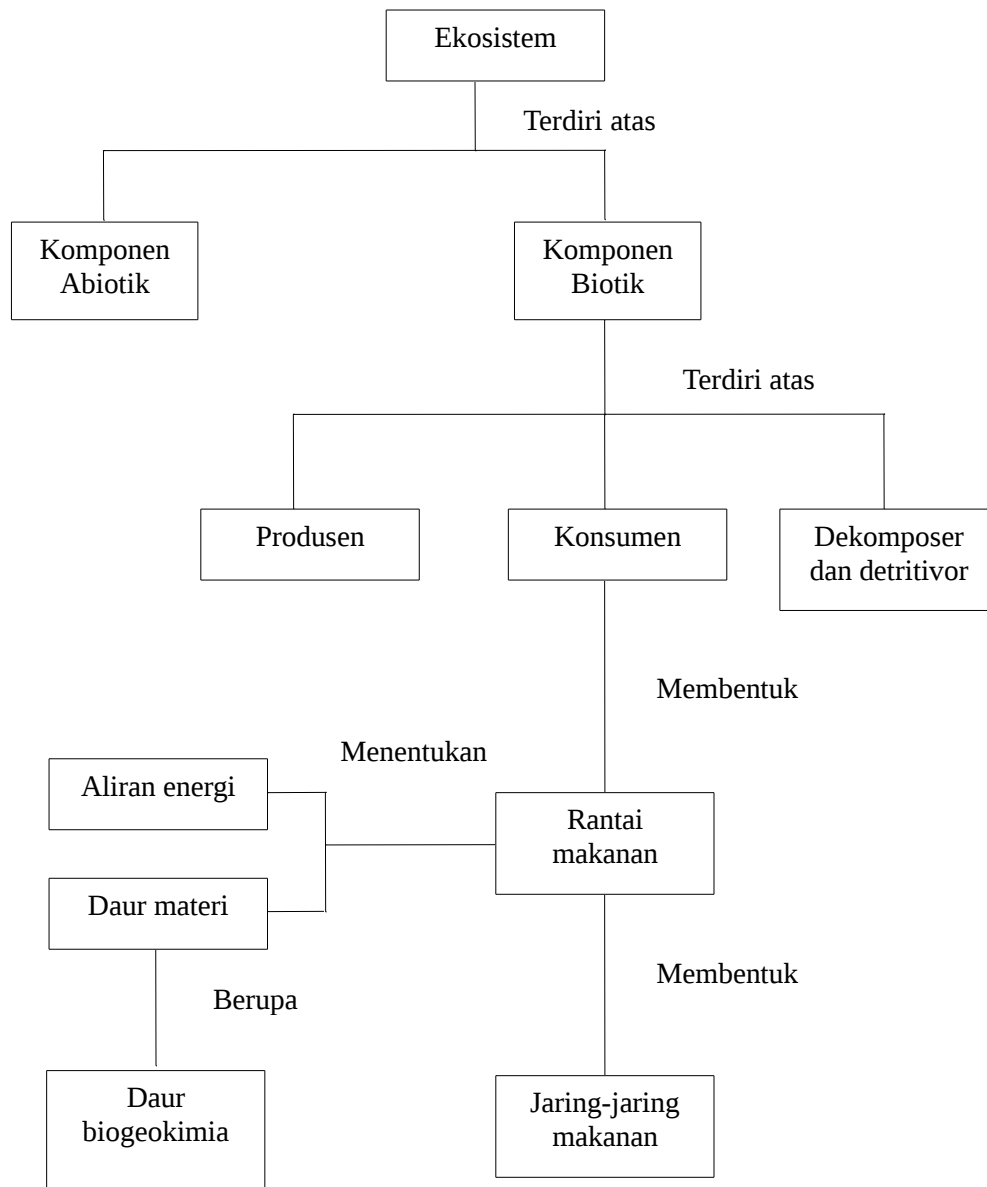 Ekosistem
Terdiri atas
Komponen
Abiotik
Komponen
Biotik
Terdiri atas
Produsen
Konsumen
Dekomposer
dan detritivor
Membentuk
Menentukan
Aliran energi
Rantai
makanan
Daur materi
Membentuk
Berupa
Daur
biogeokimia
Jaring-jaring
makanan